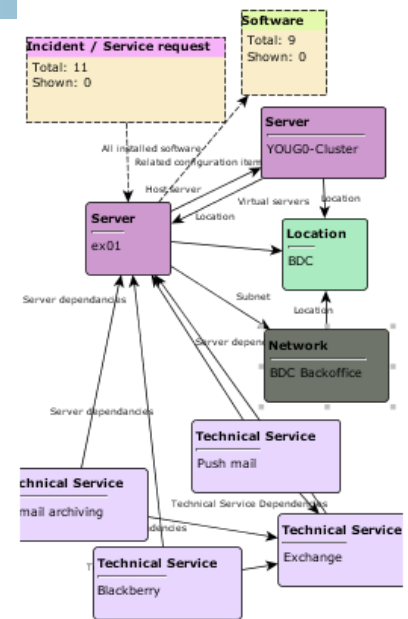 Software
Total: 9
Shown: 0
Incident / Service request
Total: 11
Shown: 0
Server
YOUG0-Cluster
All installed software
Related configuration item
Host server
Virtual servers
Location
Location
Server
ex01
Location
BDC
Subnet
Server dependancies
Location
Server depen
Network
BDC Backoffice
Server dependancies
Technical Service
Push mail
chnical Service
mail archiving
Technical Service Dependencies
dencies
Technical Service
Exchange
Technical Service
Blackberry